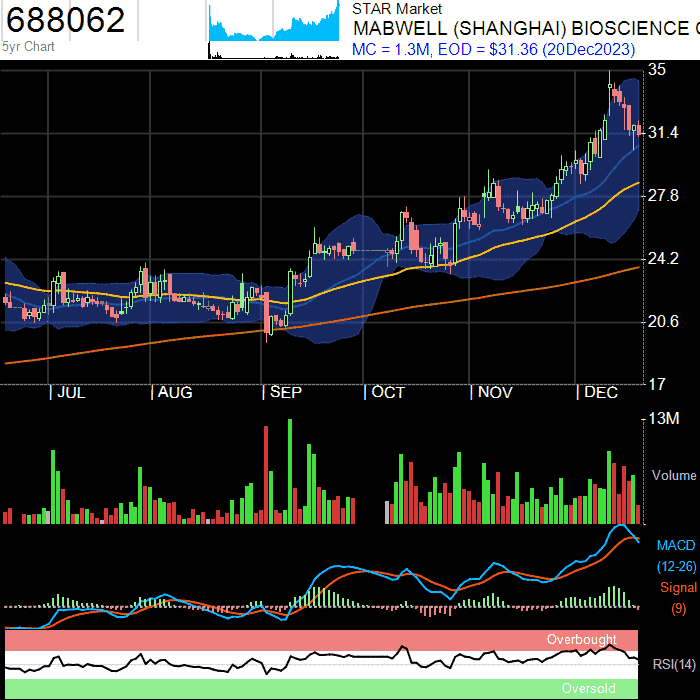 688062
5yr Chart
STAR Market
MABWELL (SHANGHAI) BIOSCIENCE
MC = 1.3M, EOD = $31.36 (20Dec2023)
35
31.4
27.8
24.2
20.6
17
| JUL | AUG | SEP | OCT | NOV | DEC
13M
Volume
MACD
(12-26)
Signal
(9)
Overbought
RSI(14)
Oversold